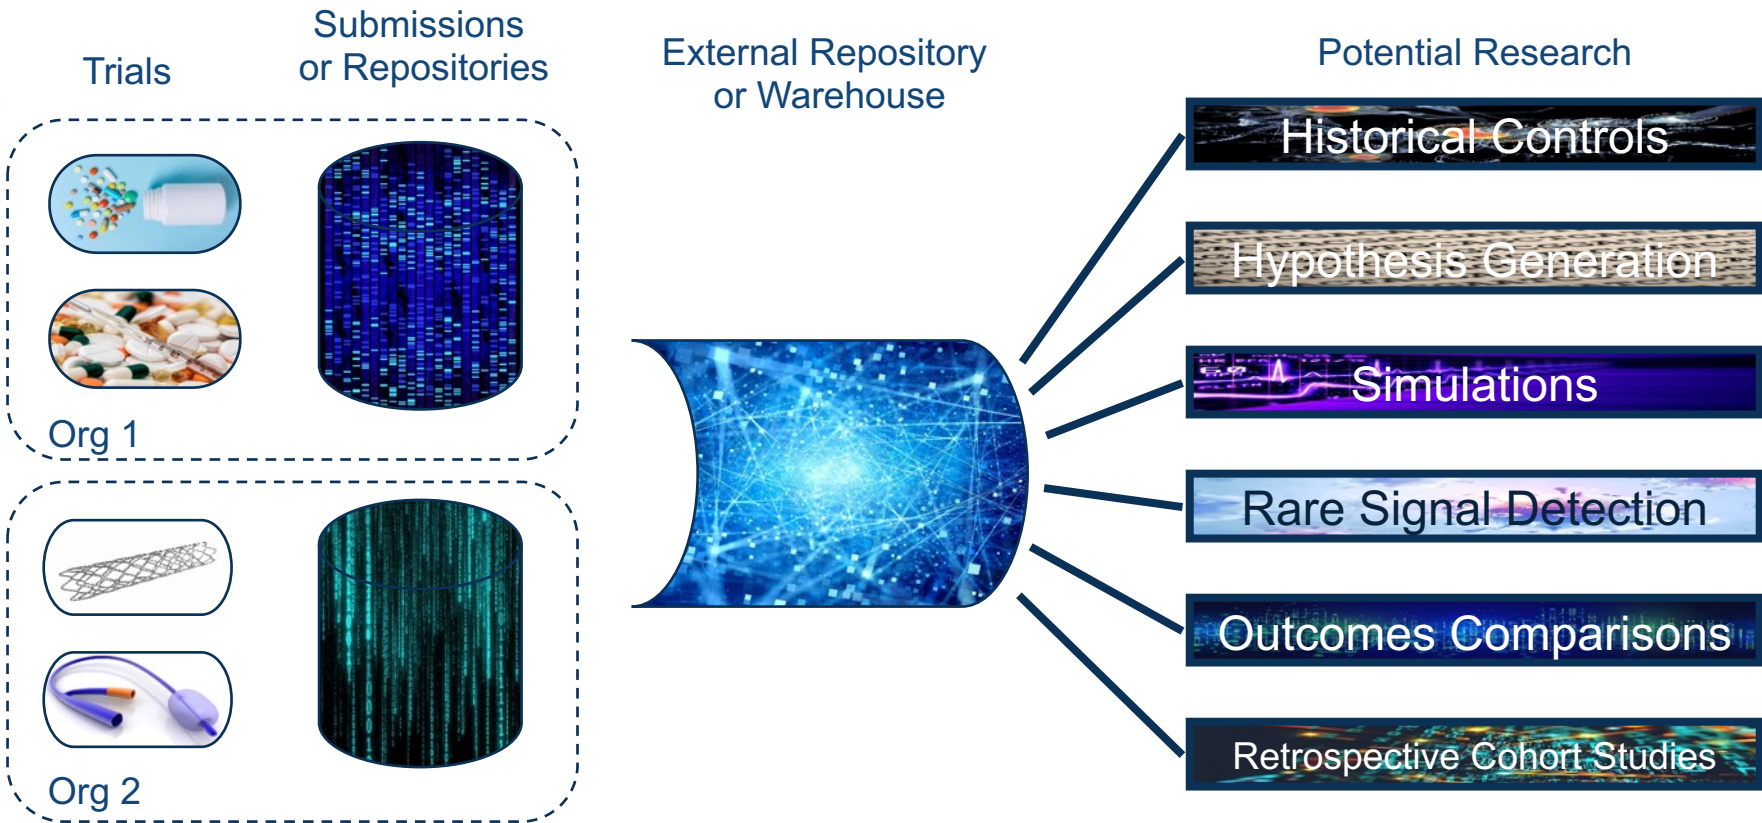 Trials
Submissions
or Repositories
External Repository
or Warehouse
Potential Research
Org 1
Org 2
Historical Controls
Hypothesis Generation
Simulations
Rare Signal Detection
Outcomes Comparisons
Retrospective Cohort Studies